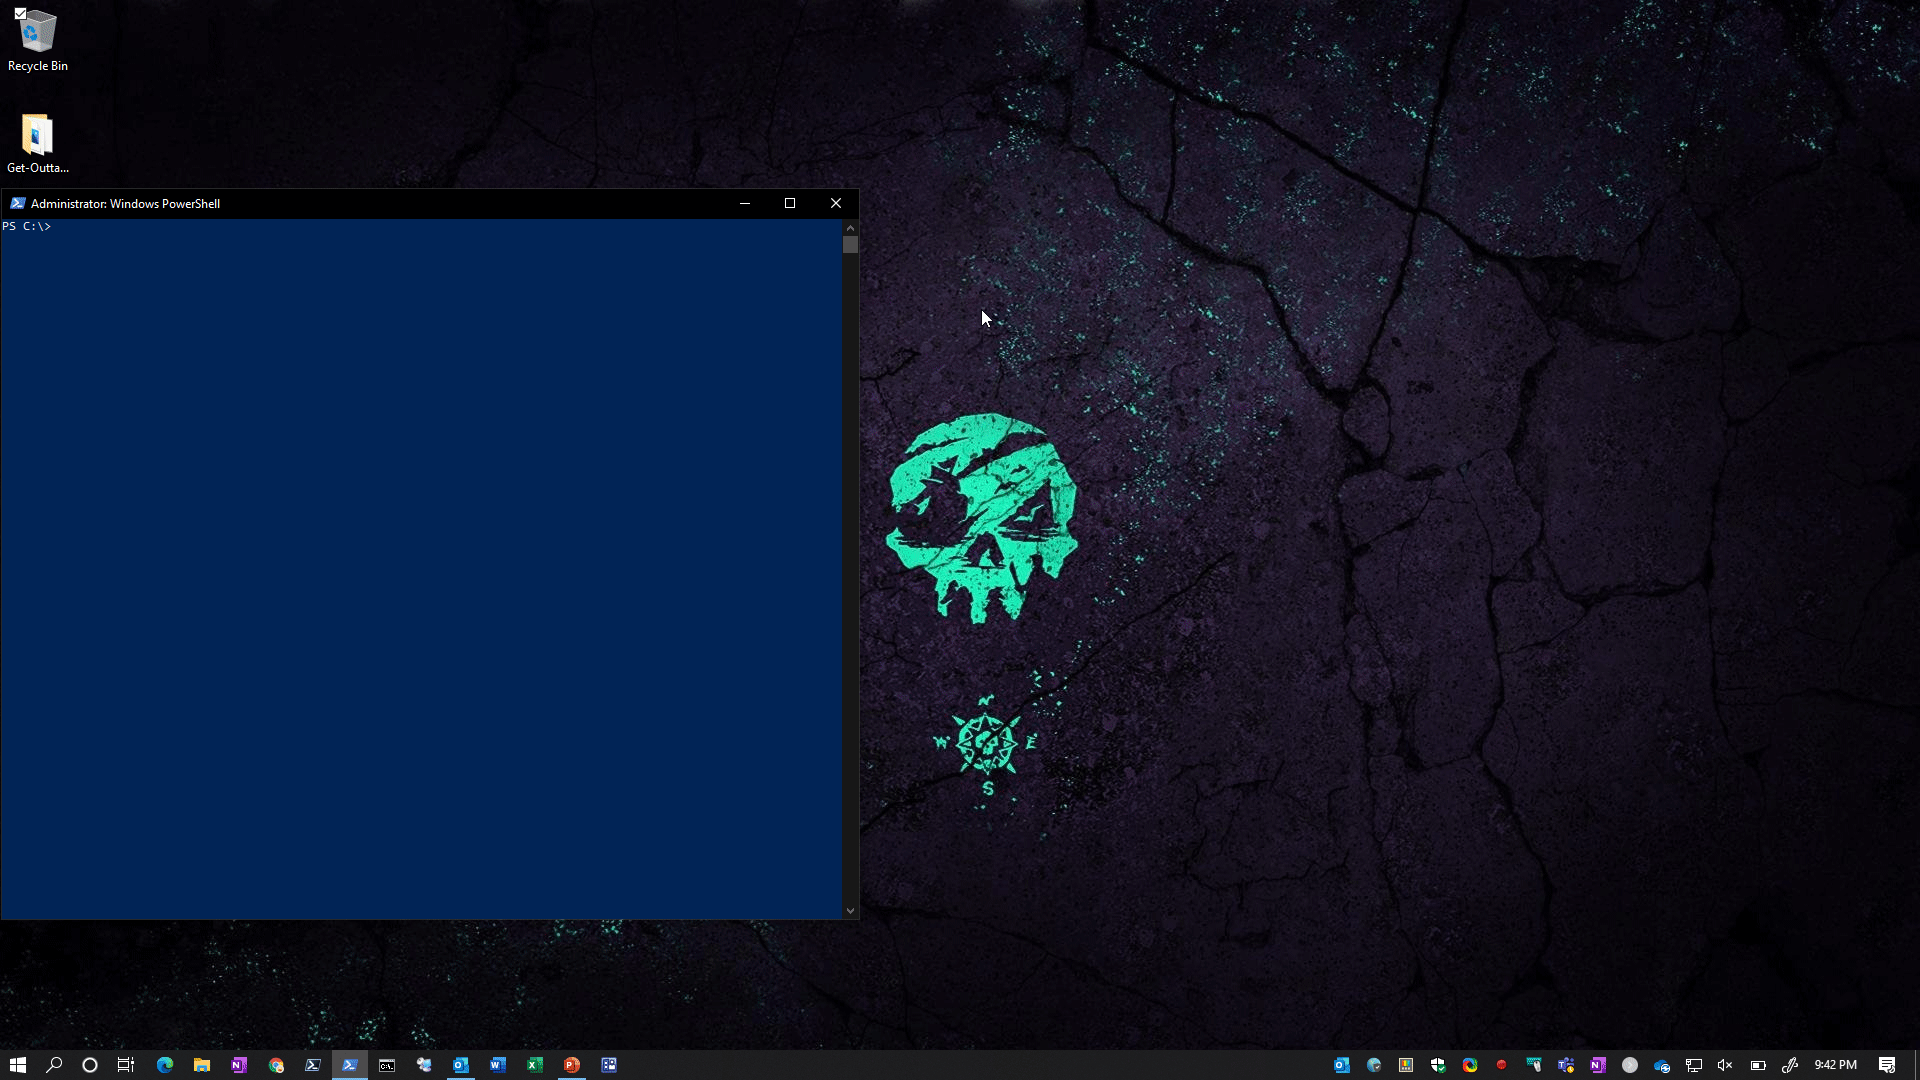 Recycle Bin
Get-Outta...
Administrator: Windows PowerShell
PS C:\>
N
W
E
S
9:42 PM